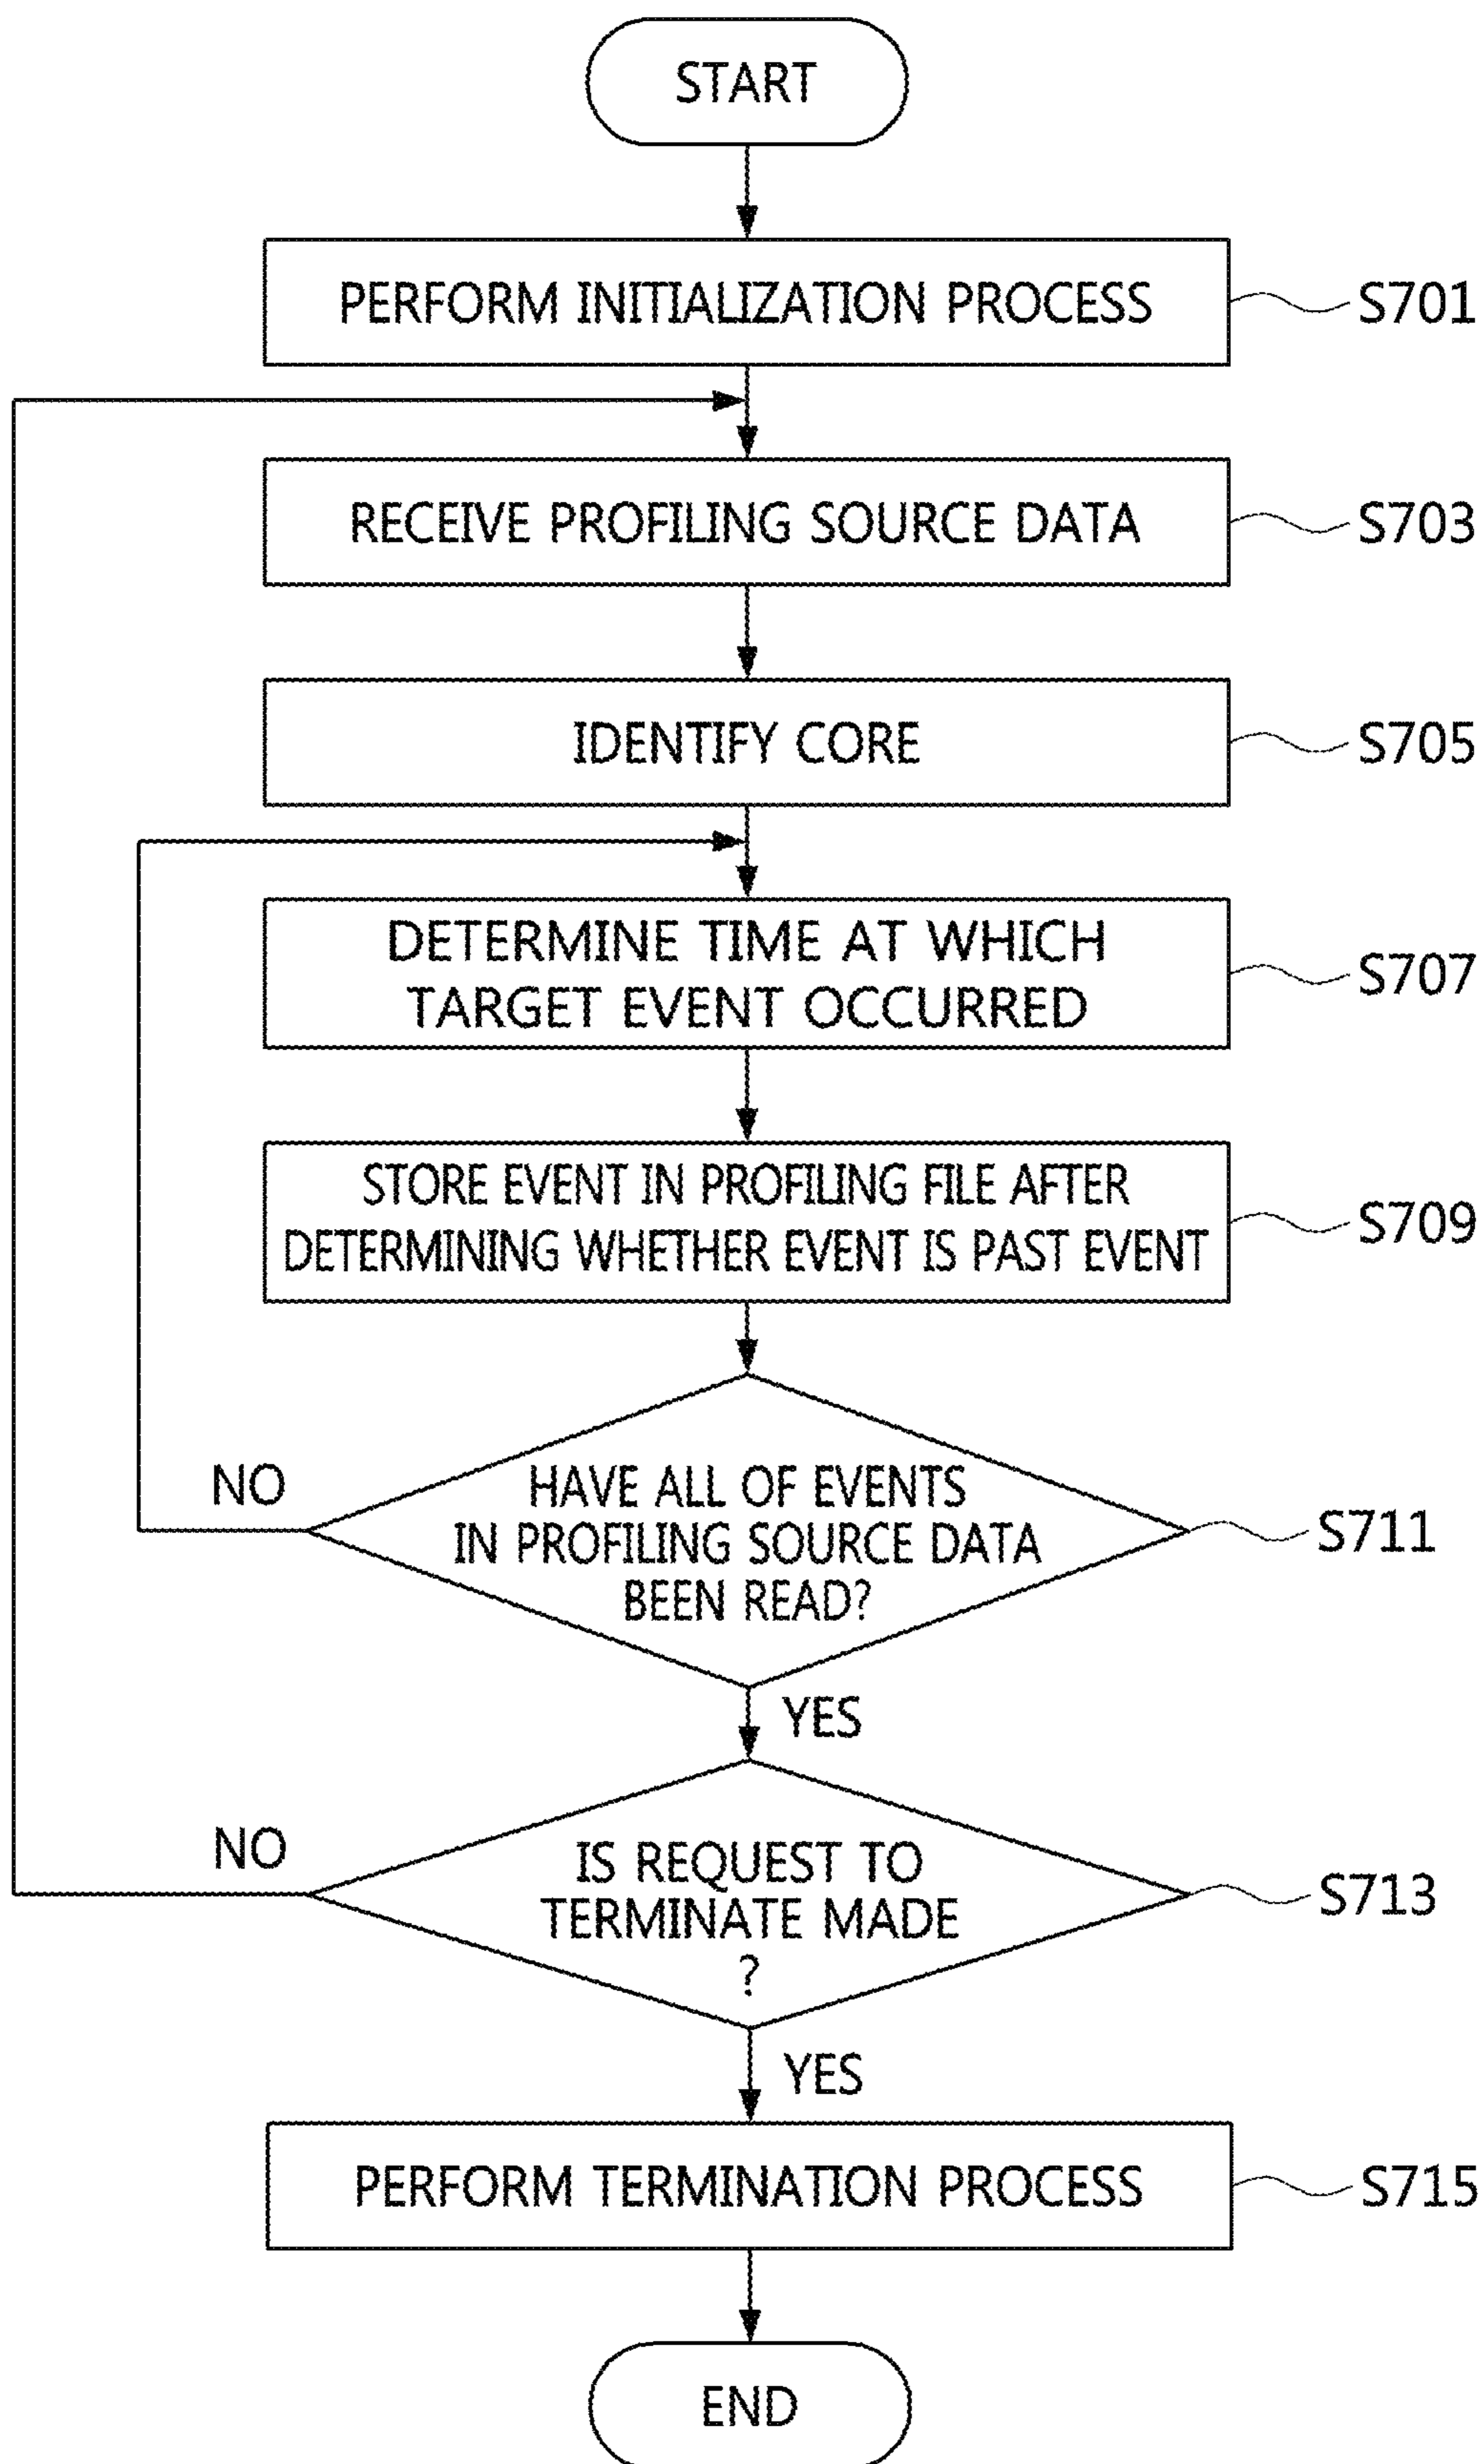 START
PERFORM INITIALIZATION PROCESS
S701
RECEIVE PROFILING SOURCE DATA
S703
IDENTIFY CORE
S705
DETERMINE TIME AT WHICH
TARGET EVENT OCCURRED
S707
STORE EVENT IN PROFILING FILE AFTER
DETERMINING WHETHER EVENT IS PAST EVENT
S709
NO
HAVE ALL OF EVENTS
IN PROFILING SOURCE DATA
BEEN READ?
S711
YES
NO
IS REQUEST TO
TERMINATE MADE
?
S713
YES
PERFORM TERMINATION PROCESS
S715
END